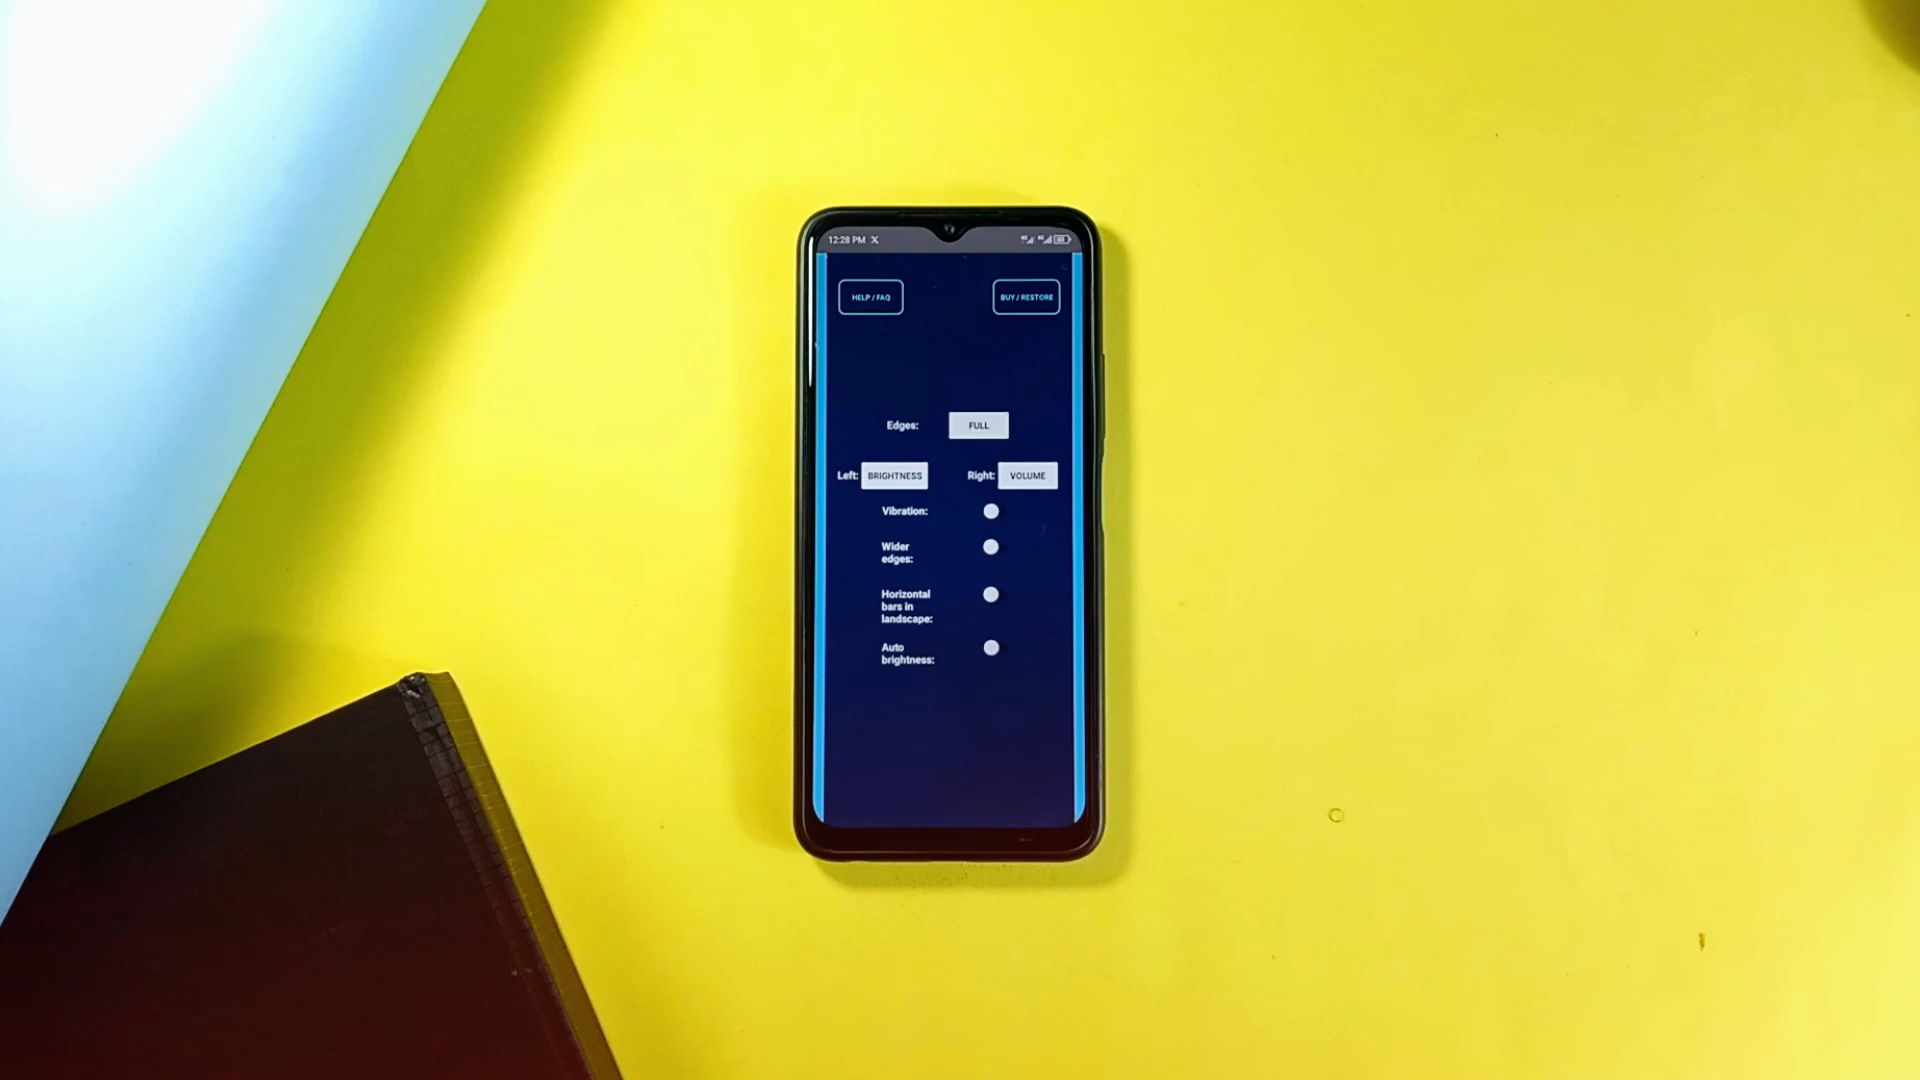 12:28 PM X
HELP / FAQ
BUY / RESTORE
Edges: FULL
Left: BRIGHTNESS Right: VOLUME
Vibration:
Wider
edges:
Horizontal
bars in
landscape:
Auto
brightness: